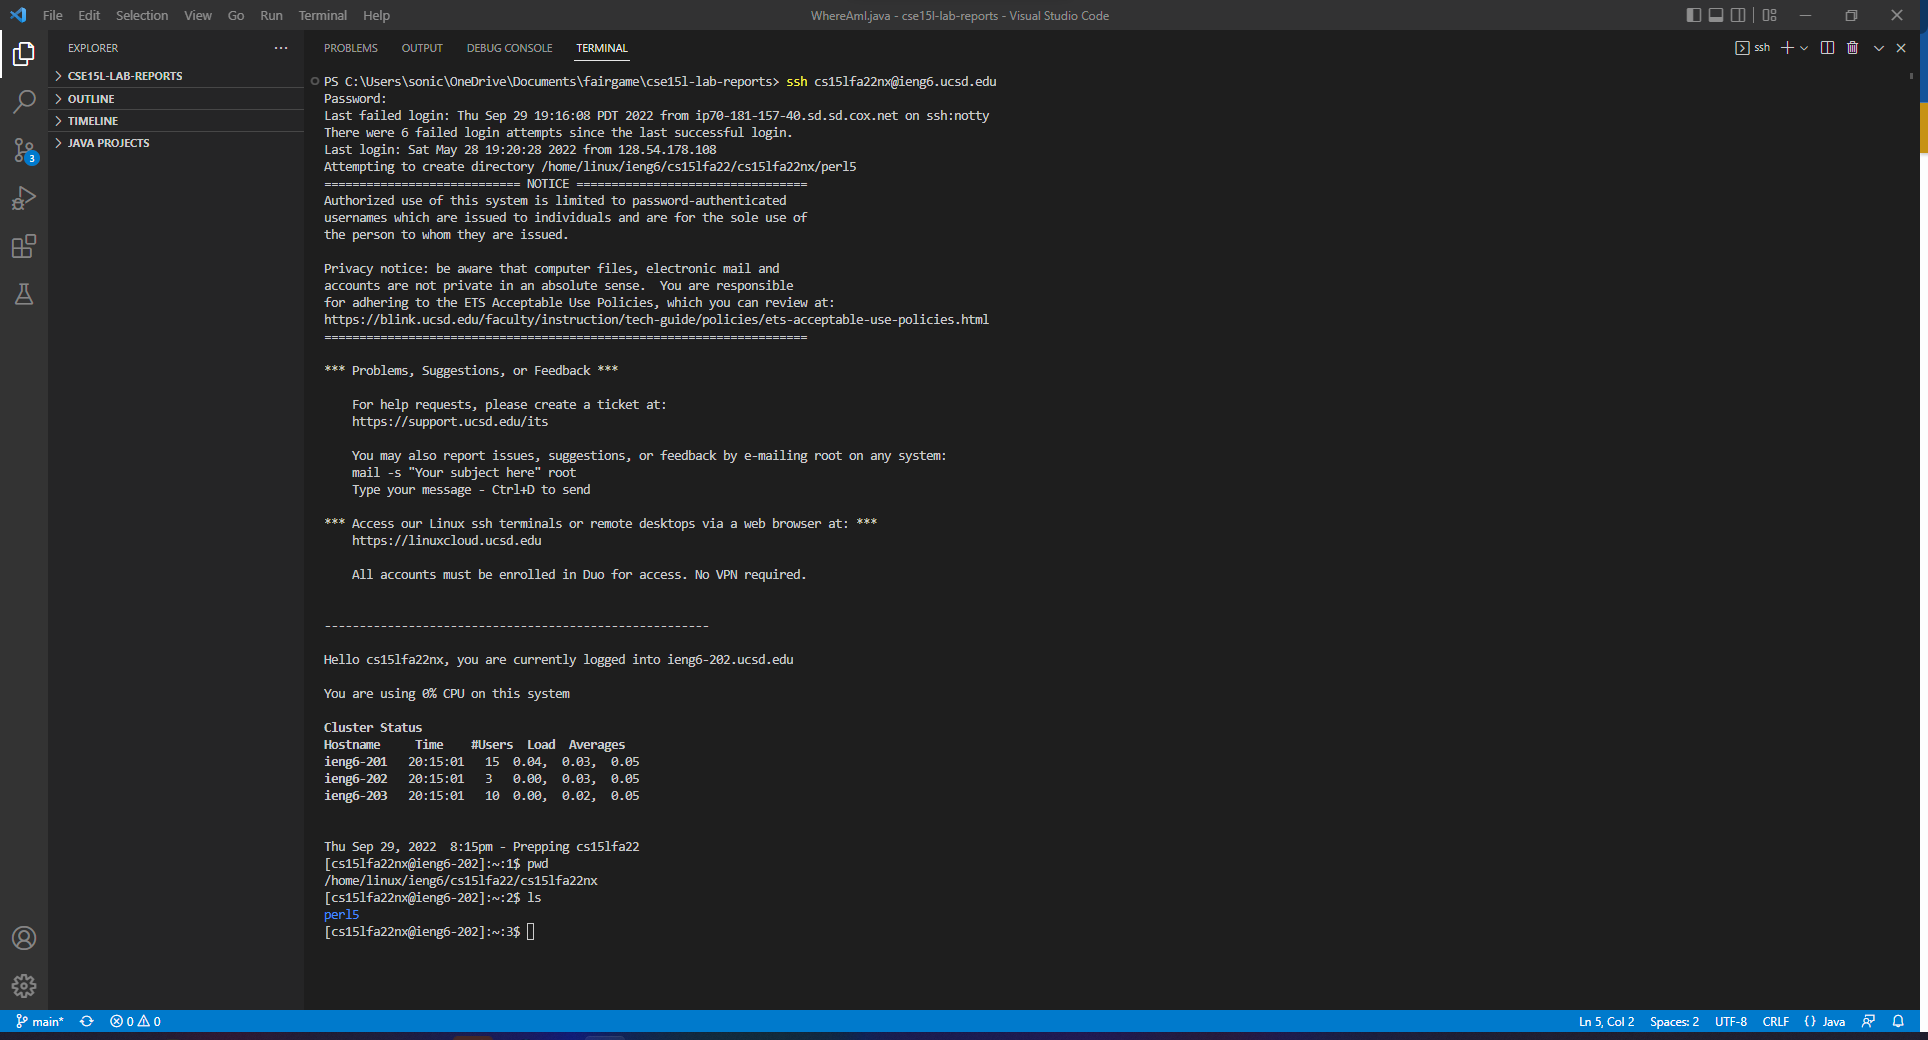 File Edit Selection View Go Run Terminal Help
WhereAmI.java - cse15l-lab-reports - Visual Studio Code
EXPLORER
CSE15L-LAB-REPORTS
OUTLINE
TIMELINE
JAVA PROJECTS
3
PROBLEMS OUTPUT DEBUG CONSOLE TERMINAL
ssh
PS C:\Users\sonic\OneDrive\Documents\fairgame\cse15l-lab-reports> ssh cs15lfa22nx@ieng6.ucsd.edu
Password:
Last failed login: Thu Sep 29 19:16:08 PDT 2022 from ip70-181-157-40.sd.sd.cox.net on ssh:notty
There were 6 failed login attempts since the last successful login.
Last login: Sat May 28 19:20:28 2022 from 128.54.178.108
Attempting to create directory /home/linux/ieng6/cs15lfa22/cs15lfa22nx/perl5
============================ NOTICE =================================
Authorized use of this system is limited to password-authenticated
usernames which are issued to individuals and are for the sole use of
the person to whom they are issued.
Privacy notice: be aware that computer files, electronic mail and
accounts are not private in an absolute sense.  You are responsible
for adhering to the ETS Acceptable Use Policies, which you can review at:
https://blink.ucsd.edu/faculty/instruction/tech-guide/policies/ets-acceptable-use-policies.html
=====================================================================
*** Problems, Suggestions, or Feedback ***
For help requests, please create a ticket at:
https://support.ucsd.edu/its
You may also report issues, suggestions, or feedback by e-mailing root on any system:
mail -s "Your subject here" root
Type your message - Ctrl+D to send
*** Access our Linux ssh terminals or remote desktops via a web browser at: ***
https://linuxcloud.ucsd.edu
All accounts must be enrolled in Duo for access. No VPN required.
-------------------------------------------------------
Hello cs15lfa22nx, you are currently logged into ieng6-202.ucsd.edu
You are using 0% CPU on this system
Cluster Status
Hostname     Time    #Users  Load  Averages
ieng6-201   20:15:01   15  0.04,  0.03,  0.05
ieng6-202   20:15:01   3   0.00,  0.03,  0.05
ieng6-203   20:15:01   10  0.00,  0.02,  0.05
Thu Sep 29, 2022  8:15pm - Prepping cs15lfa22
[cs15lfa22nx@ieng6-202]:~:1$ pwd
/home/linux/ieng6/cs15lfa22/cs15lfa22nx
[cs15lfa22nx@ieng6-202]:~:2$ ls
perl5
[cs15lfa22nx@ieng6-202]:~:3$
main* 0 0
Ln 5, Col 2 Spaces: 2 UTF-8 CRLF {} Java